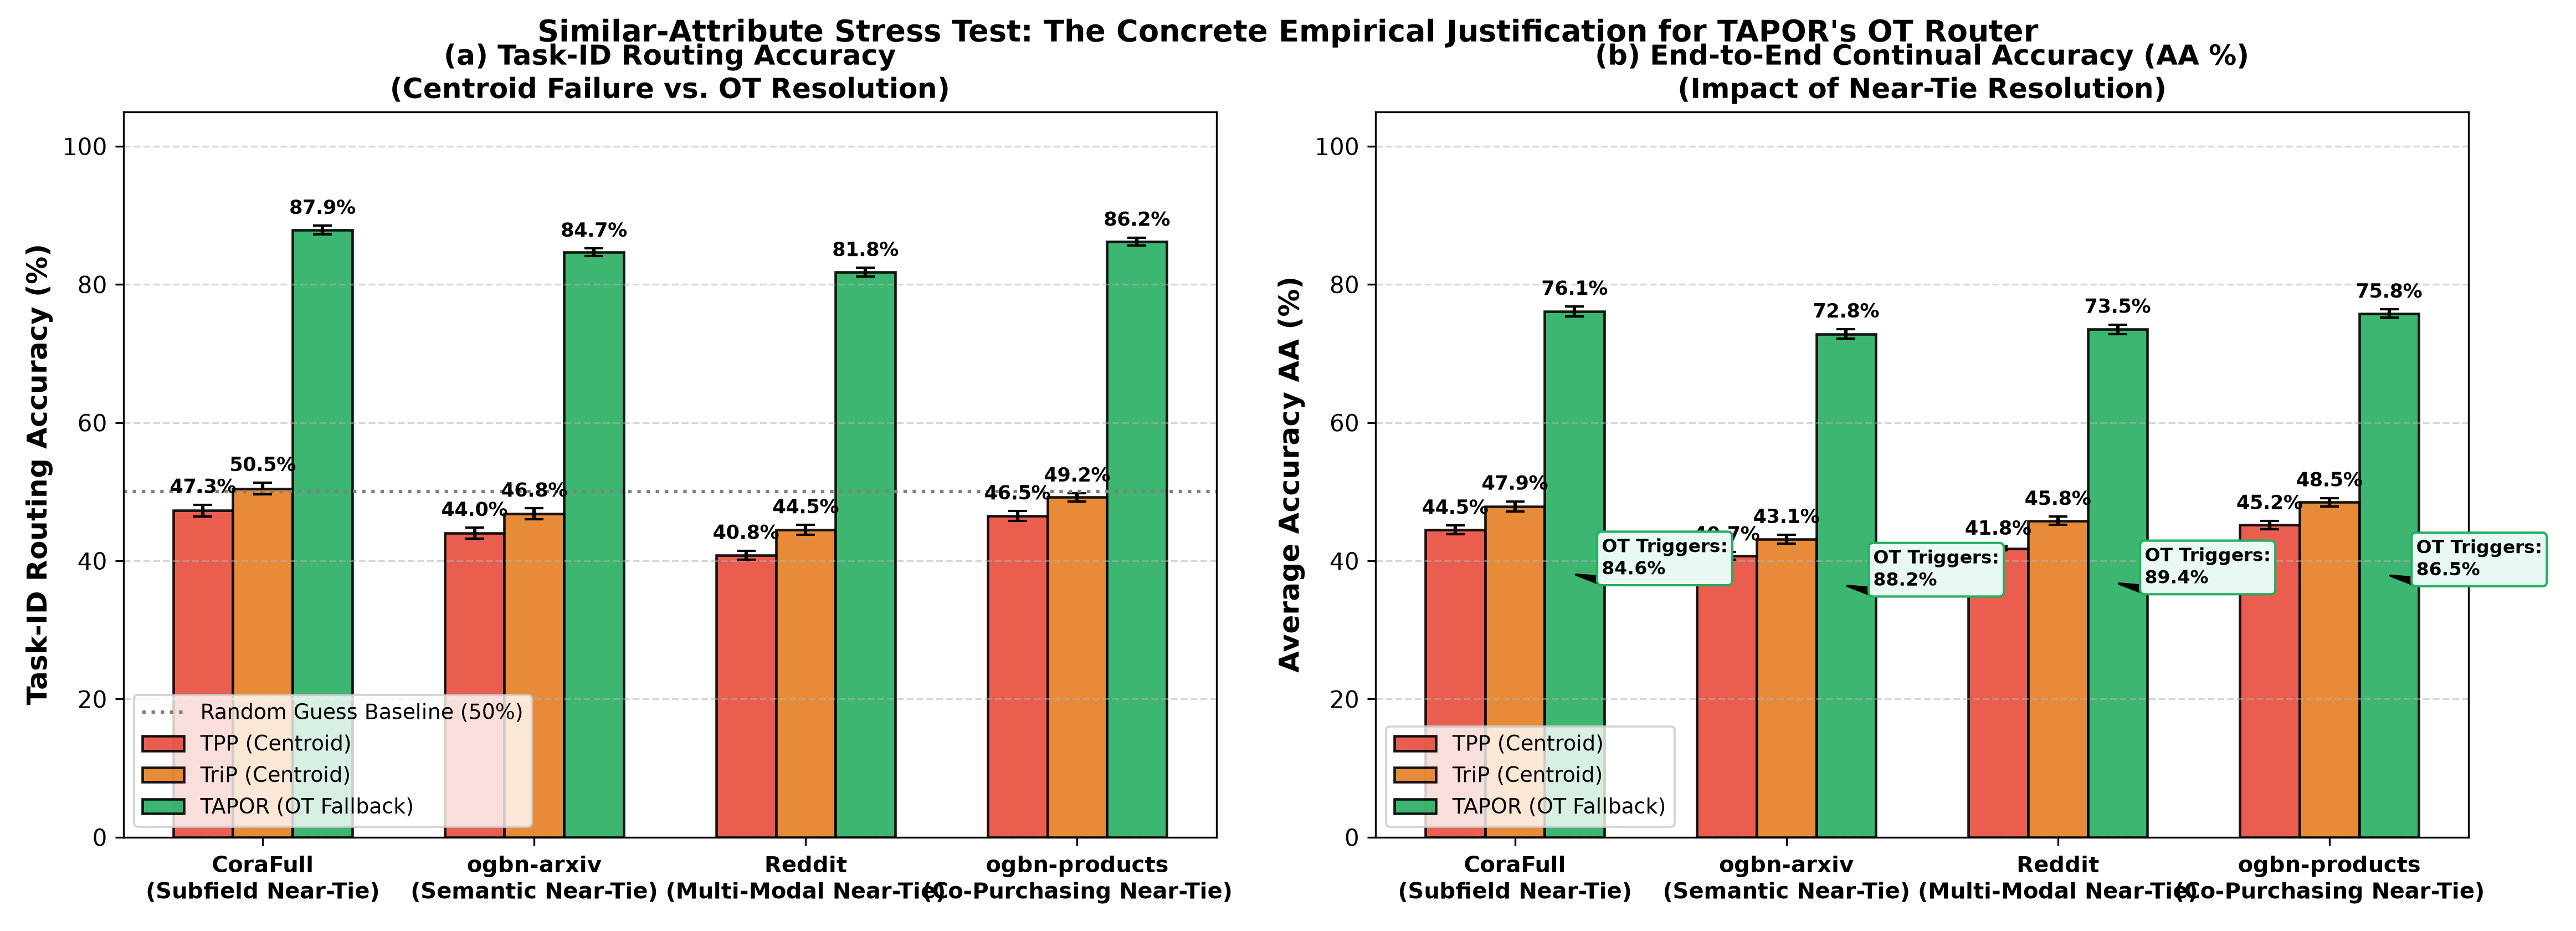 Similar-Attribute Stress Test: The Concrete Empirical Justification for TAPOR's OT Router
(a) Task-ID Routing Accuracy
(Centroid Failure vs. OT Resolution)
Task-ID Routing Accuracy (%)
100
80
60
40
20
0
87.9%
84.7%
81.8%
86.2%
47.3%
50.5%
44.0%
46.8%
40.8%
44.5%
46.5%
49.2%
Random Guess Baseline (50%)
TPP (Centroid)
TriP (Centroid)
TAPOR (OT Fallback)
CoraFull
(Subfield Near-Tie)
ogbn-arxiv
(Semantic Near-Tie)
Reddit
(Multi-Modal Near-Tie)
ogbn-products
(Co-Purchasing Near-Tie)
(b) End-to-End Continual Accuracy (AA %)
(Impact of Near-Tie Resolution)
Average Accuracy AA (%)
100
80
60
40
20
0
76.1%
72.8%
73.5%
75.8%
44.5%
47.9%
43.1%
41.8%
45.8%
45.2%
48.5%
OT Triggers:
84.6%
OT Triggers:
88.2%
OT Triggers:
89.4%
OT Triggers:
86.5%
TPP (Centroid)
TriP (Centroid)
TAPOR (OT Fallback)
CoraFull
(Subfield Near-Tie)
ogbn-arxiv
(Semantic Near-Tie)
Reddit
(Multi-Modal Near-Tie)
ogbn-products
(Co-Purchasing Near-Tie)